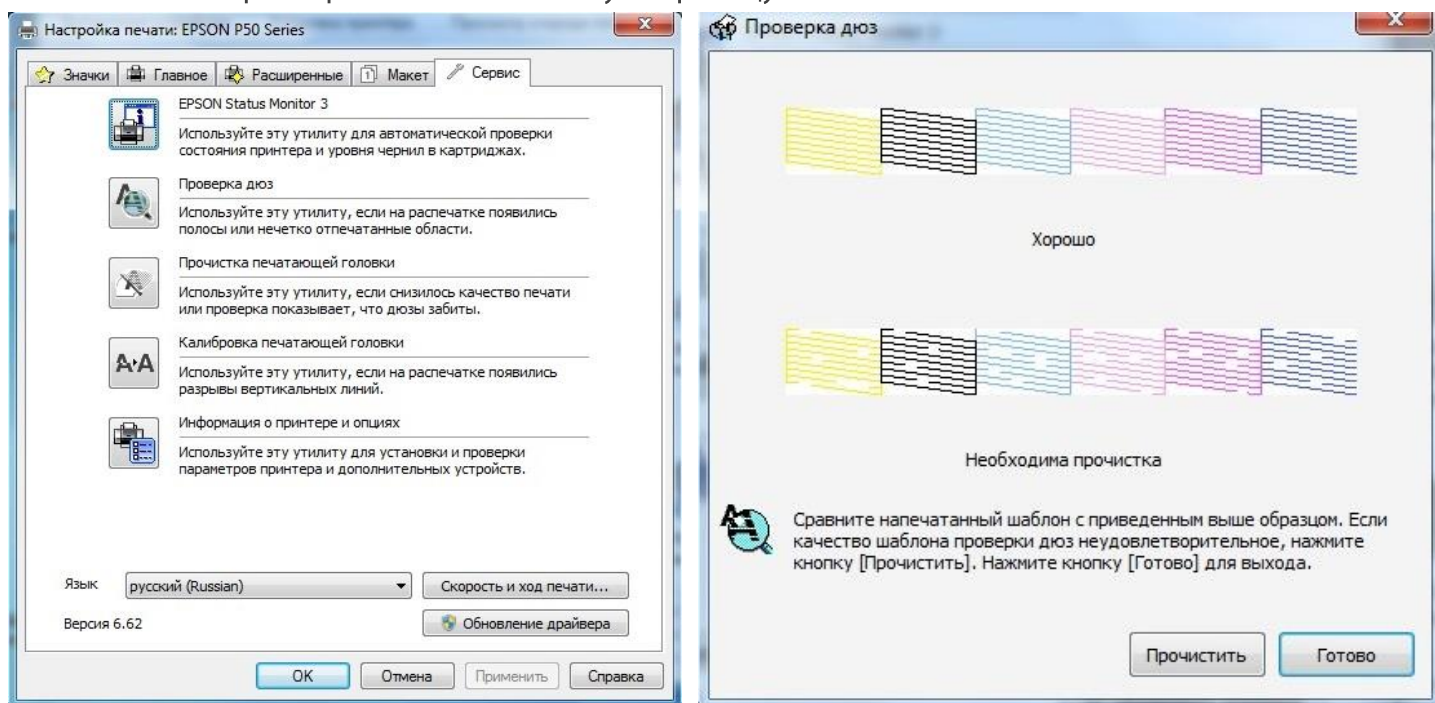 Настройка печати: EPSON P50 Series
Значки
Главное
Расширенные
Макет
Сервис
EPSON Status Monitor 3
Используйте эту утилиту для автоматической проверки
состояния принтера и уровня чернил в картриджах.
Проверка дюз
Используйте эту утилиту, если на распечатке появились
полосы или нечетко отпечатанные области.
Прочистка печатающей головки
Используйте эту утилиту, если снизилось качество печати
или проверка показывает, что дюзы забиты.
Калибровка печатающей головки
Используйте эту утилиту, если на распечатке появились
разрывы вертикальных линий.
Информация о принтере и опциях
Используйте эту утилиту для установки и проверки
параметров принтера и дополнительных устройств.
Язык
русский (Russian)
Скорость и ход печати...
Версия 6.62
Обновление драйвера
OK
Отмена
Применить
Справка
Проверка дюз
Хорошо
Необходима прочистка
Сравните напечатанный шаблон с приведенным выше образцом. Если
качество шаблона проверки дюз неудовлетворительное, нажмите
кнопку [Прочистить]. Нажмите кнопку [Готово] для выхода.
Прочистить
Готово